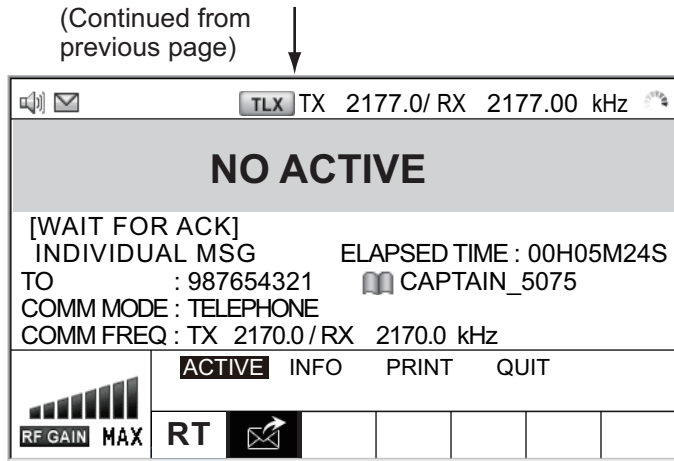 (Continued from
previous page)
TLX TX 2177.0/ RX 2177.00 kHz
NO ACTIVE
[WAIT FOR ACK]
INDIVIDUAL MSG ELAPSED TIME : 00H05M24S
TO : 987654321 CAPTAIN_5075
COMM MODE : TELEPHONE
COMM FREQ : TX 2170.0 / RX 2170.0 kHz
ACTIVE INFO PRINT QUIT
RF GAIN MAX RT